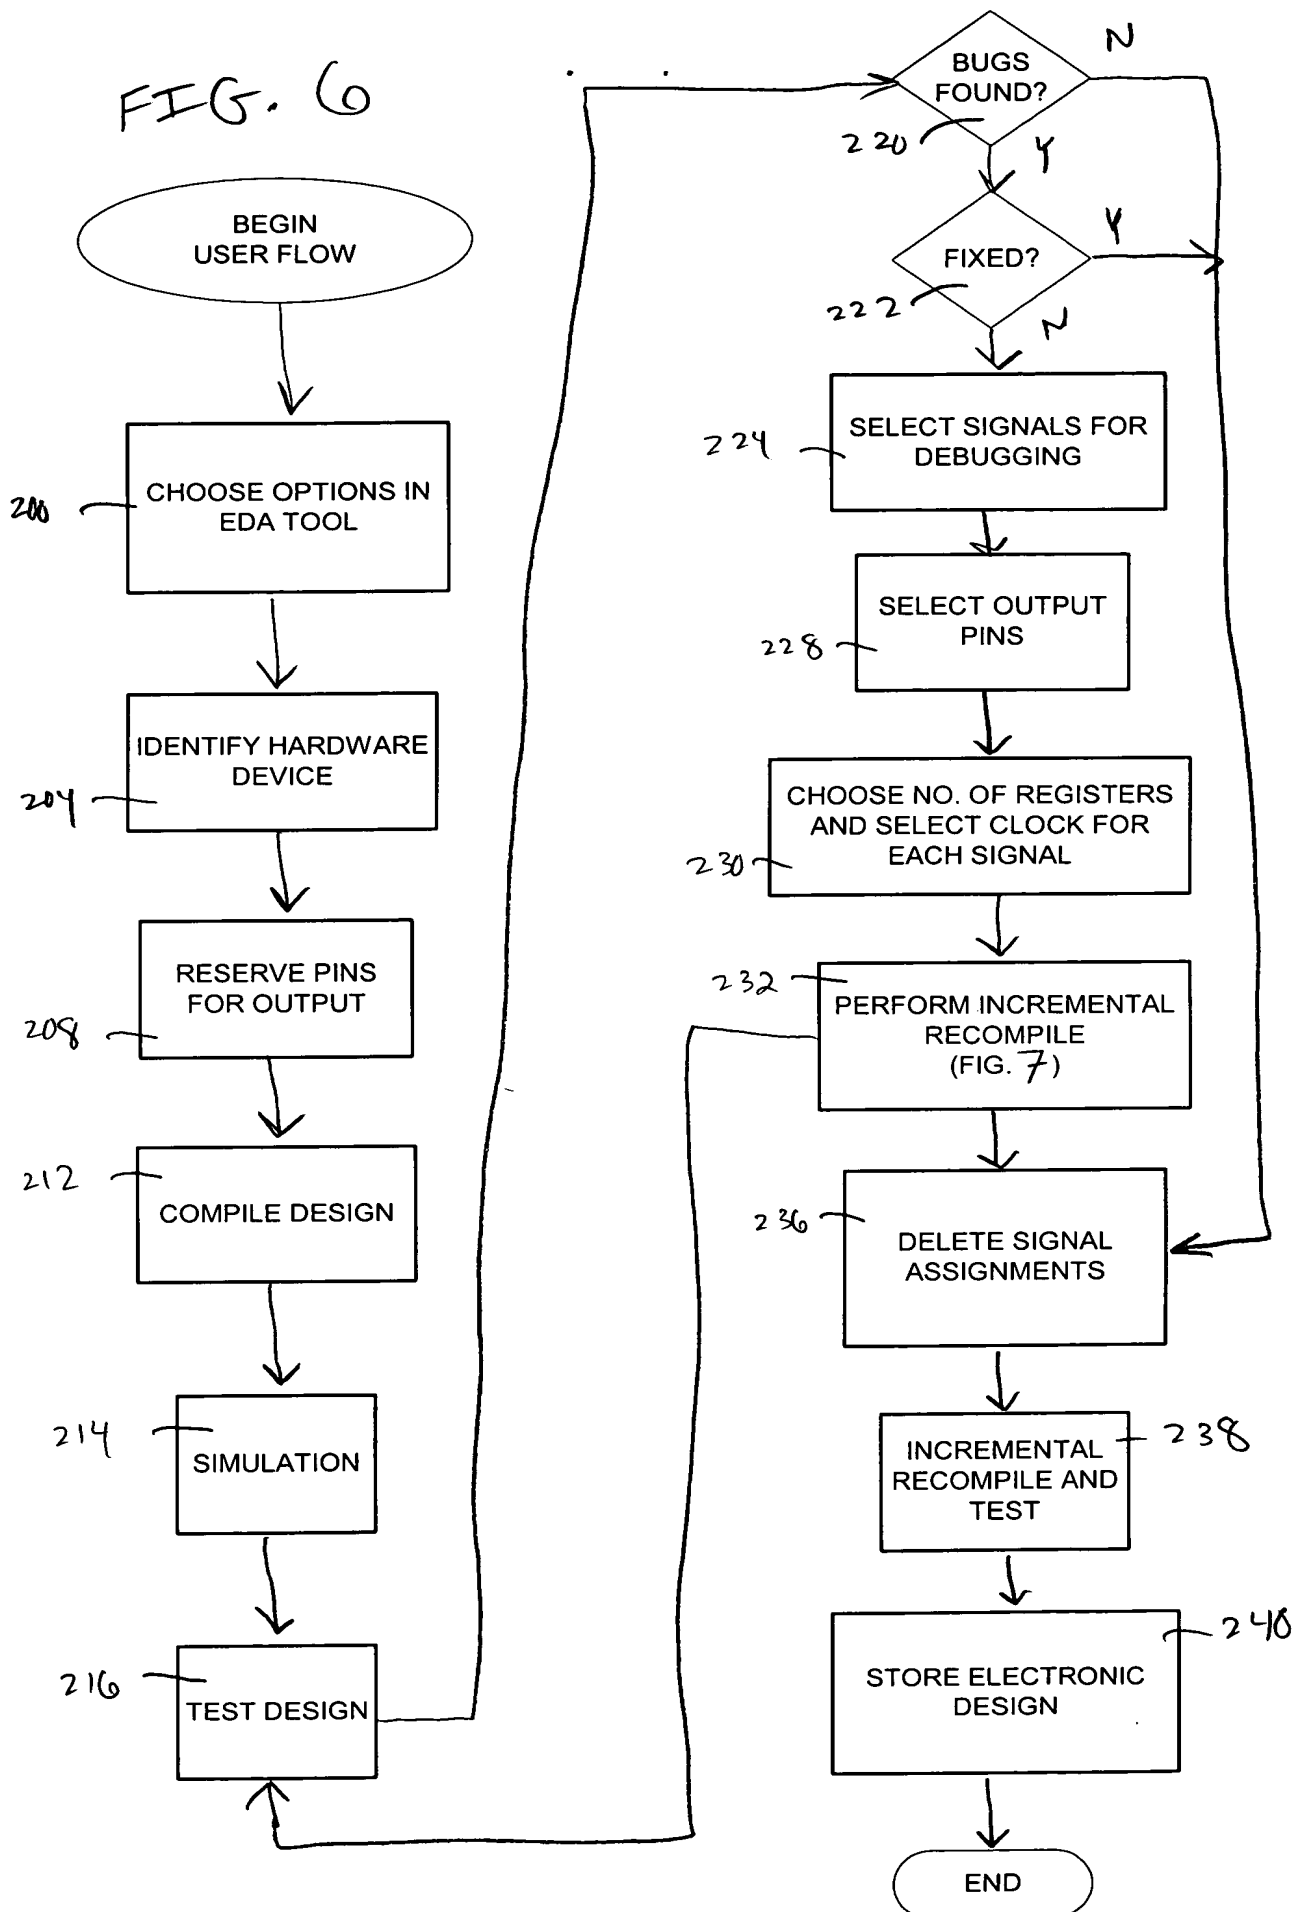 FIG. 6
BEGIN
USER FLOW
200
CHOOSE OPTIONS IN
EDA TOOL
204
IDENTIFY HARDWARE
DEVICE
208
RESERVE PINS
FOR OUTPUT
212
COMPILE DESIGN
214
SIMULATION
216
TEST DESIGN
BUGS
FOUND?
220
N
Y
FIXED?
222
Y
N
224
SELECT SIGNALS FOR
DEBUGGING
228
SELECT OUTPUT
PINS
230
CHOOSE NO. OF REGISTERS
AND SELECT CLOCK FOR
EACH SIGNAL
232
PERFORM INCREMENTAL
RECOMPILE
(FIG. 7)
236
DELETE SIGNAL
ASSIGNMENTS
238
INCREMENTAL
RECOMPILE AND
TEST
240
STORE ELECTRONIC
DESIGN
END